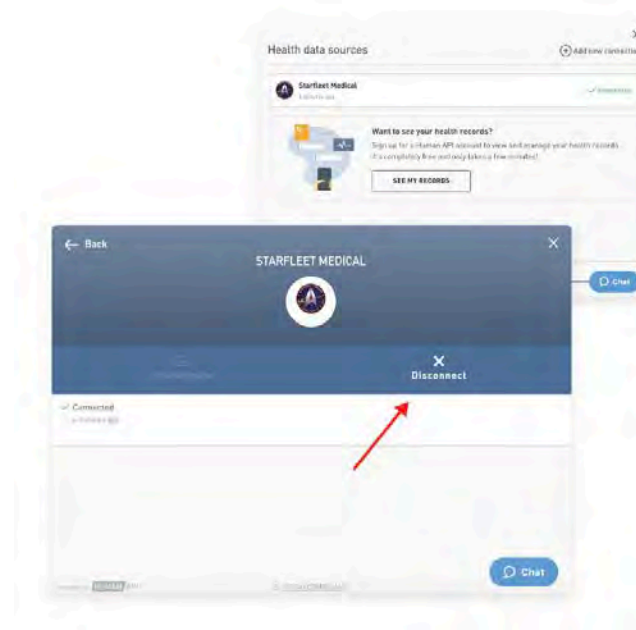 Health data sources
Add new connection
Starfleet Medical
Want to see your health records?
Sign up for a Human API account to view and manage your health records.
It's completely free and only takes a few minutes!
SEE MY RECORDS
Back
STARFLEET MEDICAL
Chat
Disconnect
Connected
Chat